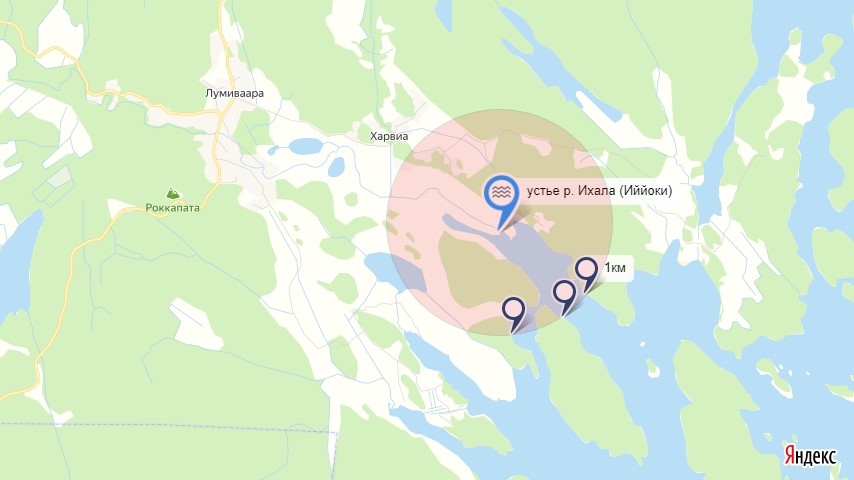 Лумиваара
Харвиа
устье р. Ихала (Иййоки)
Роккапата
1км
Яндекс